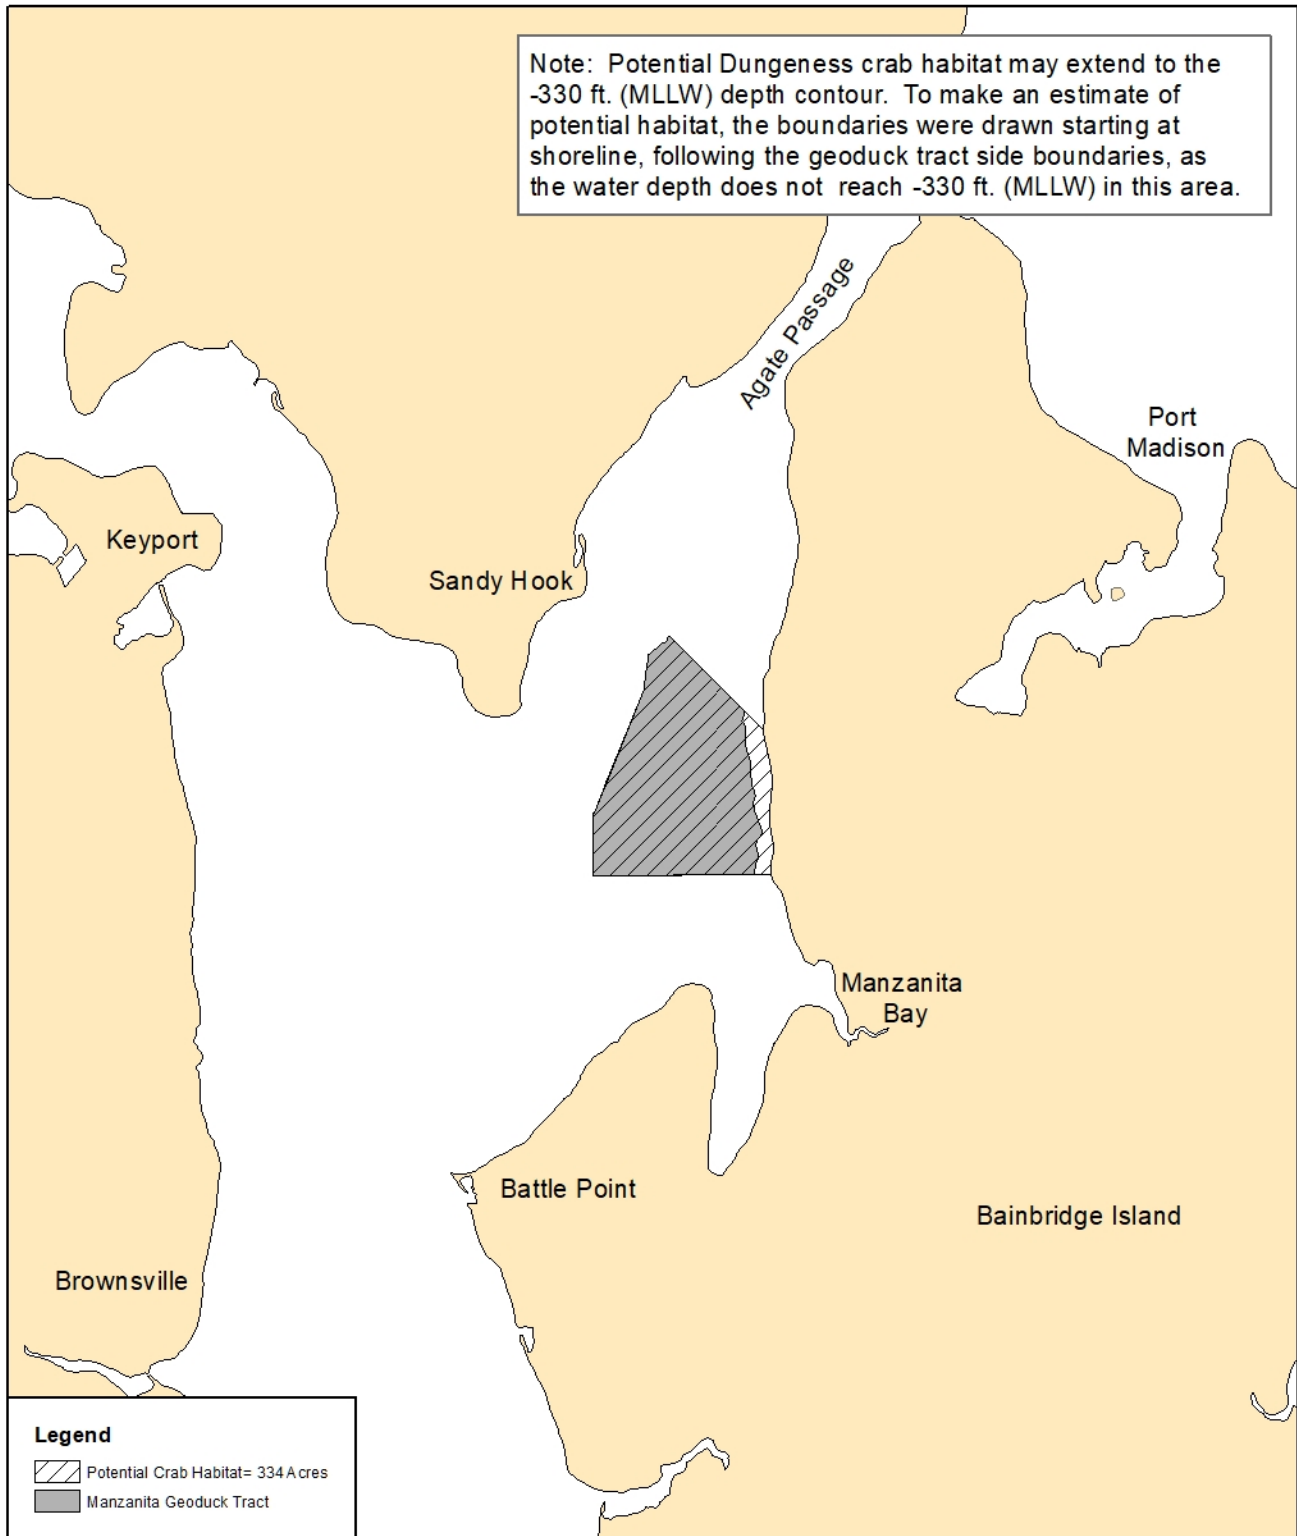 Note: Potential Dungeness crab habitat may extend to the
-330 ft. (MLLW) depth contour. To make an estimate of
potential habitat, the boundaries were drawn starting at
shoreline, following the geoduck tract side boundaries, as
the water depth does not reach -330 ft. (MLLW) in this area.
Agate Passage
Port
Madison
Keyport
Sandy Hook
Manzanita
Bay
Battle Point
Bainbridge Island
Brownsville
Legend
Potential Crab Habitat= 334 Acres
Manzanita Geoduck Tract